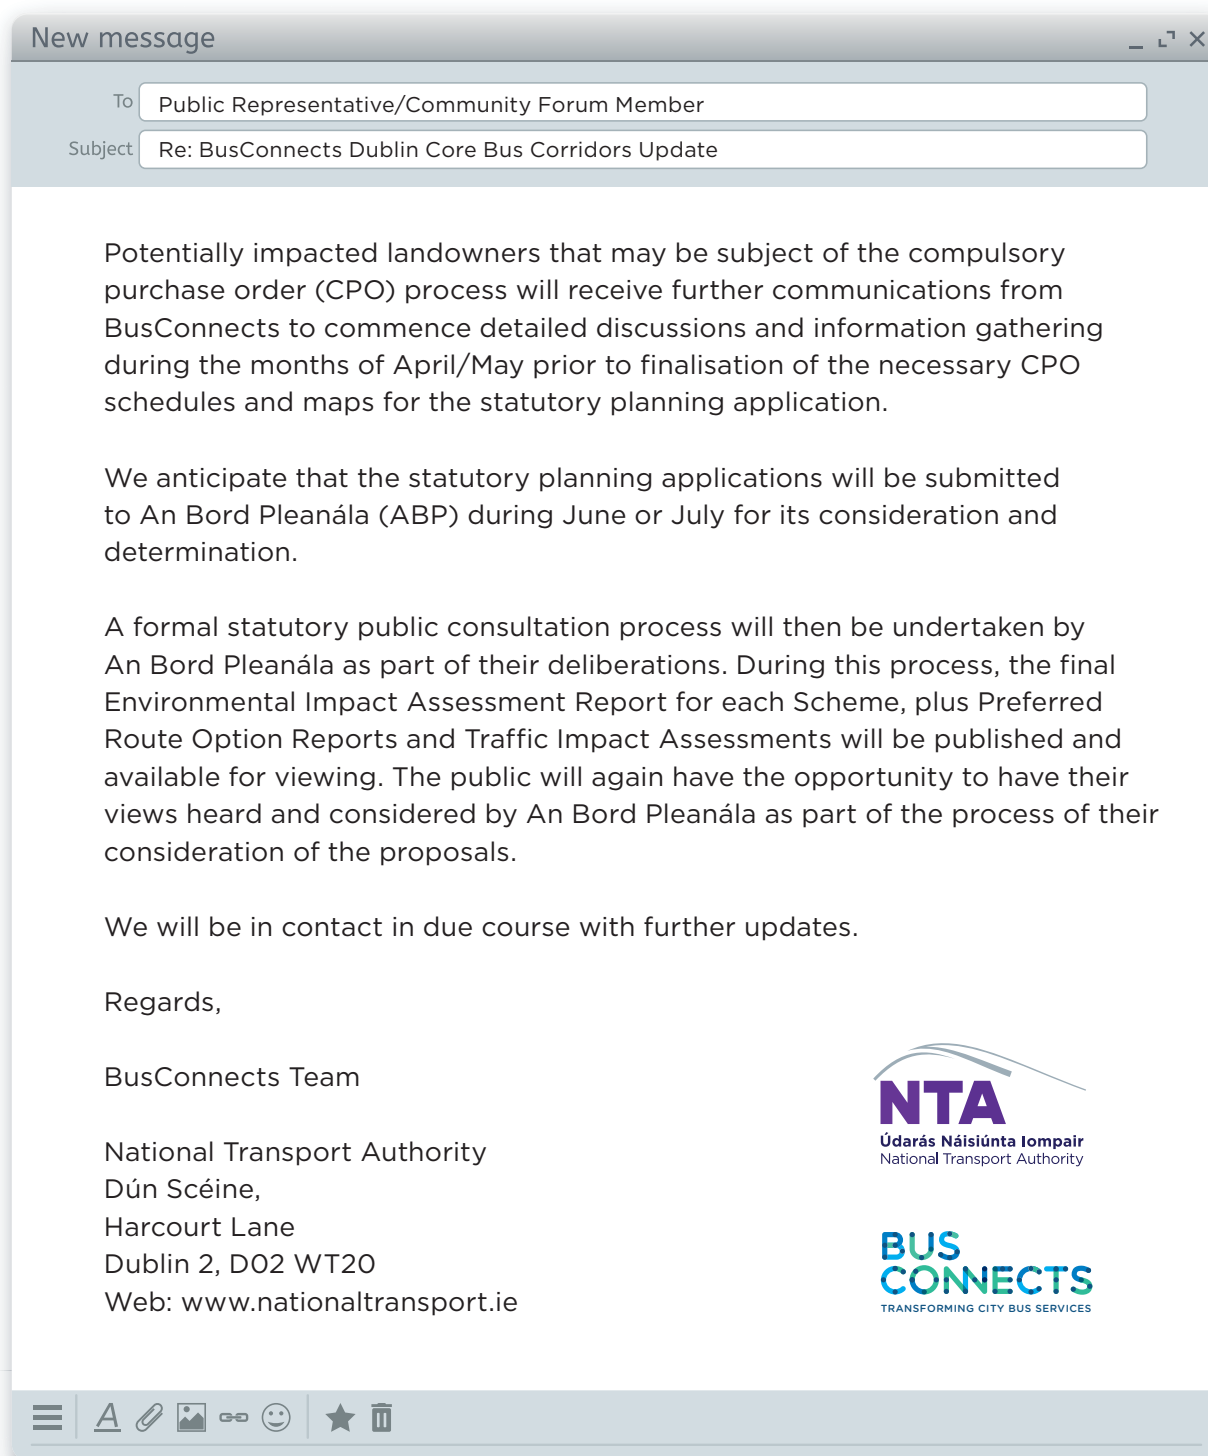 New message
To Public Representative/Community Forum Member
Subject Re: BusConnects Dublin Core Bus Corridors Update
Potentially impacted landowners that may be subject of the compulsory
purchase order (CPO) process will receive further communications from
BusConnects to commence detailed discussions and information gathering
during the months of April/May prior to finalisation of the necessary CPO
schedules and maps for the statutory planning application.
We anticipate that the statutory planning applications will be submitted
to An Bord Pleanála (ABP) during June or July for its consideration and
determination.
A formal statutory public consultation process will then be undertaken by
An Bord Pleanála as part of their deliberations. During this process, the final
Environmental Impact Assessment Report for each Scheme, plus Preferred
Route Option Reports and Traffic Impact Assessments will be published and
available for viewing. The public will again have the opportunity to have their
views heard and considered by An Bord Pleanála as part of the process of their
consideration of the proposals.
We will be in contact in due course with further updates.
Regards,
BusConnects Team
National Transport Authority
Dún Scéine,
Harcourt Lane
Dublin 2, D02 WT20
Web: www.nationaltransport.ie
NTA
Údarás Náisiúnta Iompair
National Transport Authority
BUS
CONNECTS
TRANSFORMING CITY BUS SERVICES
A